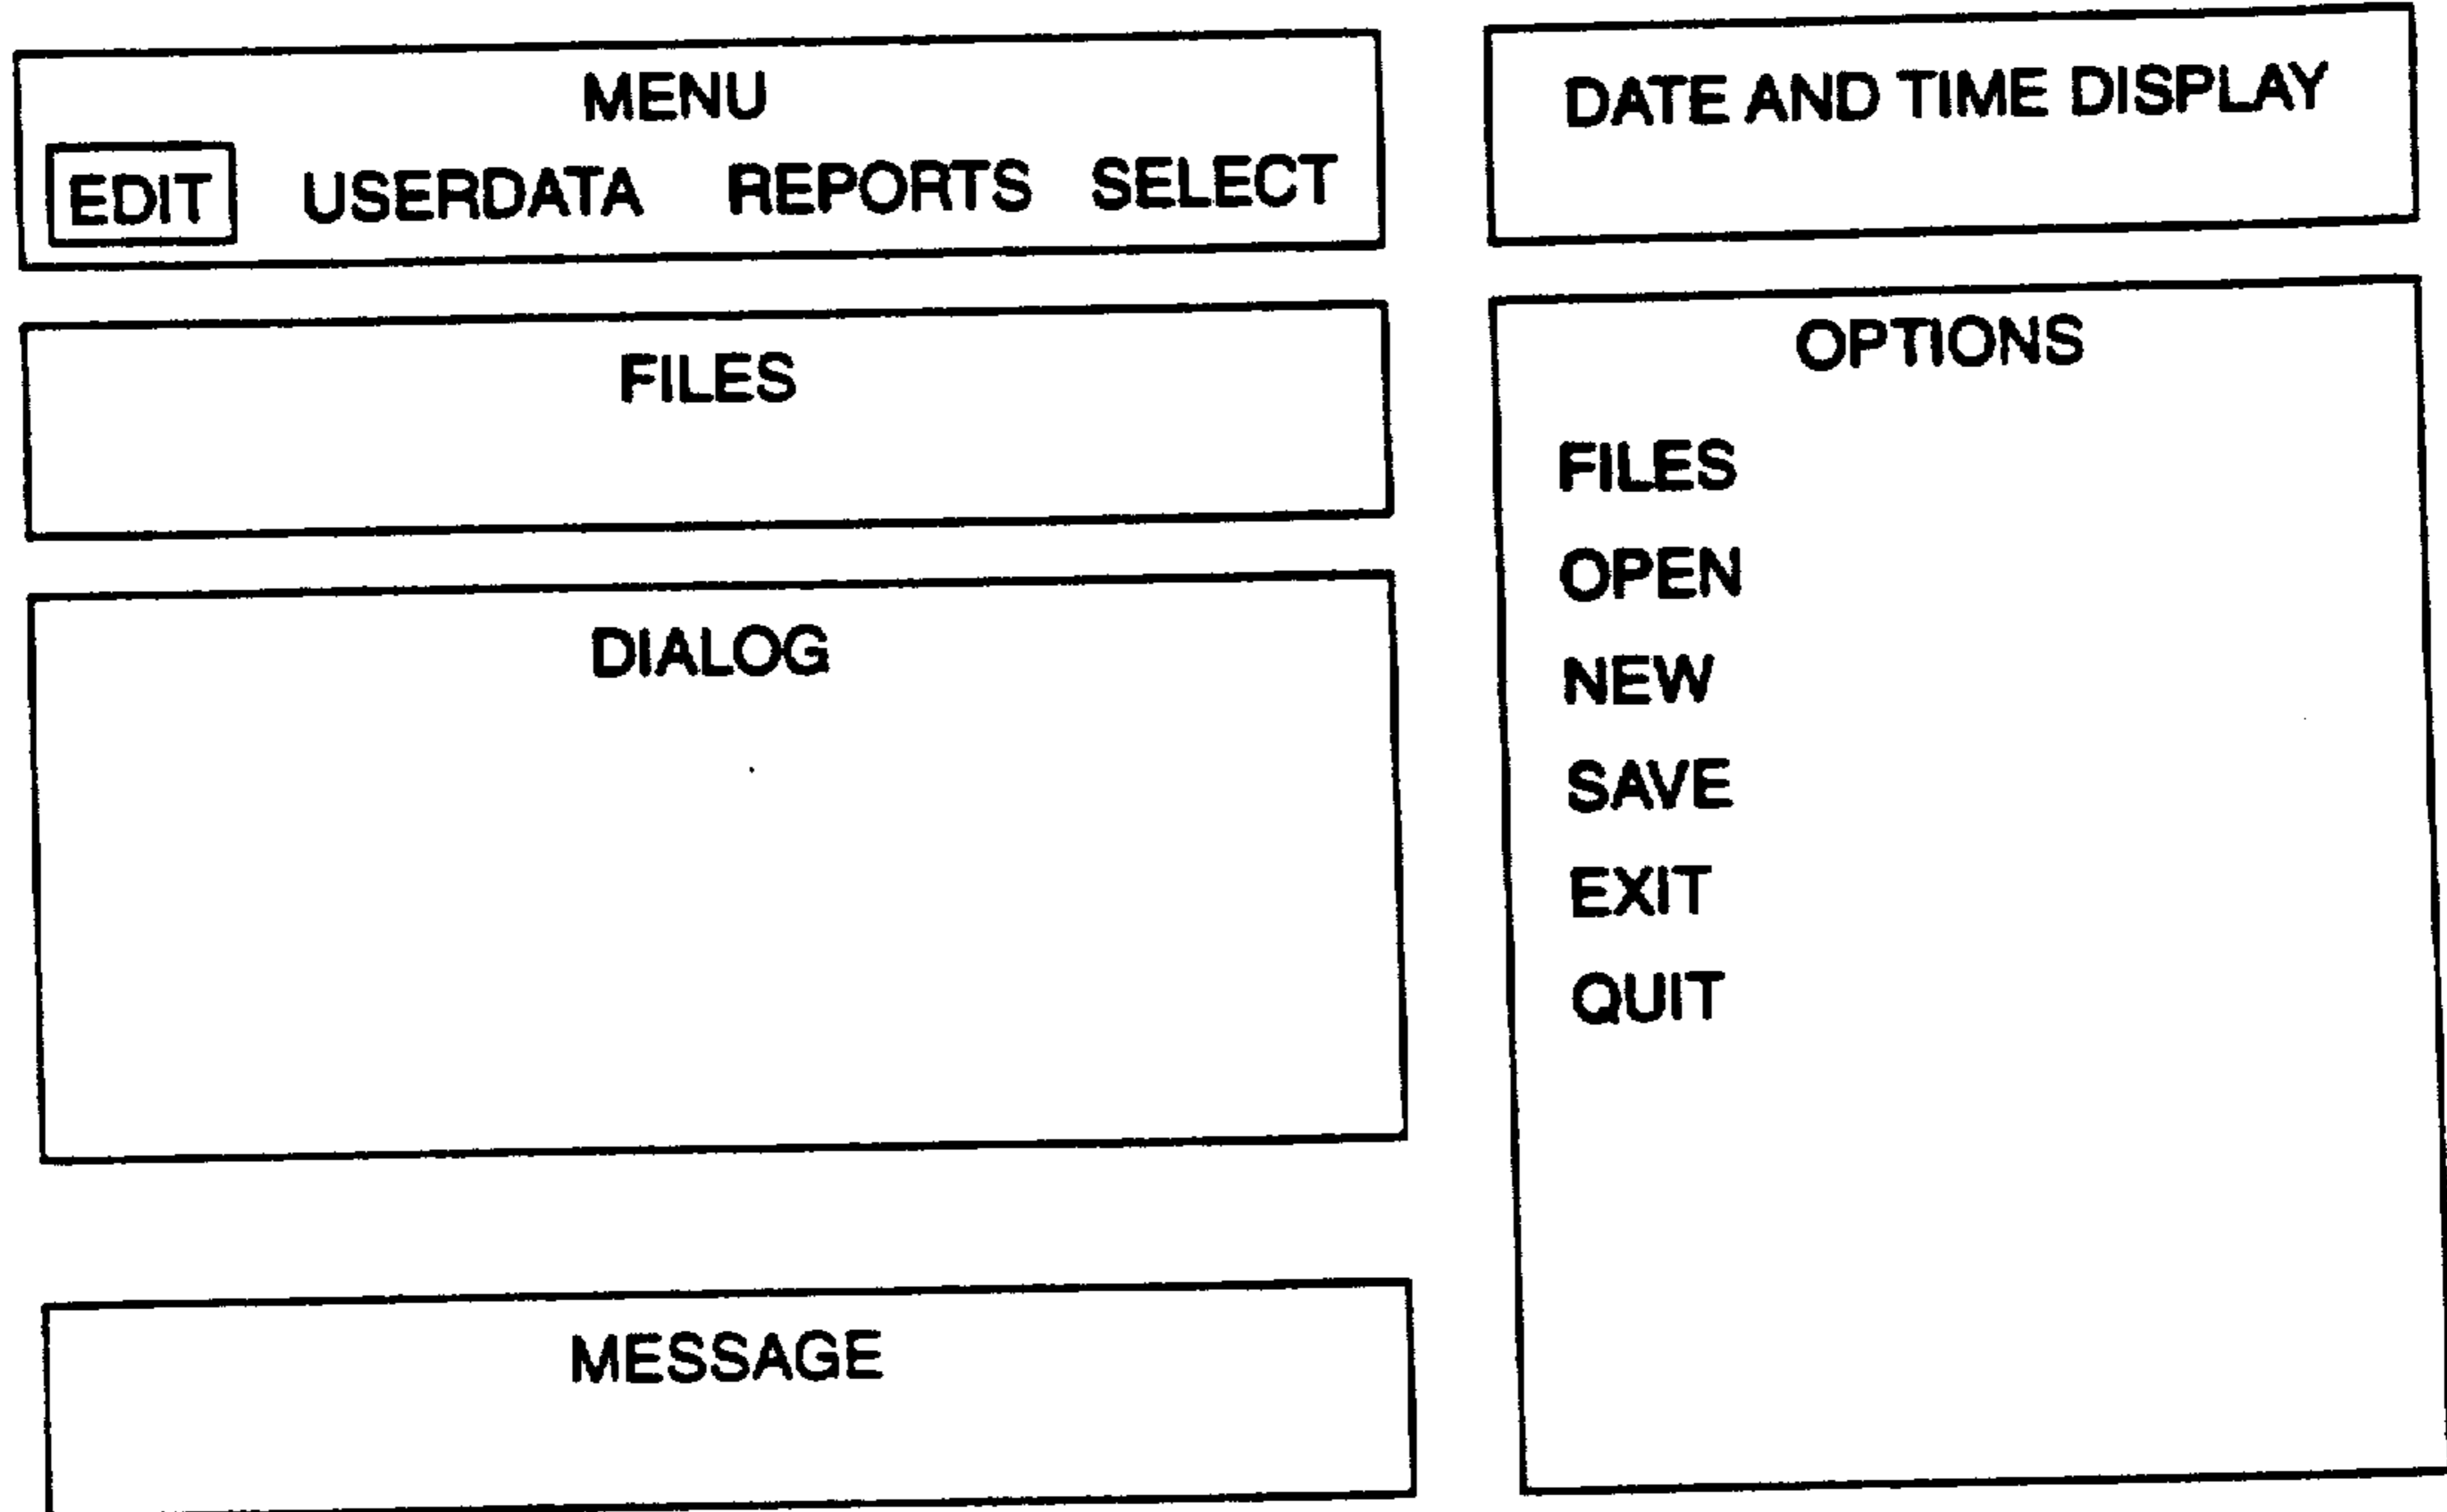 MENU
EDIT USERDATA REPORTS SELECT
FILES
DIALOG
MESSAGE
DATE AND TIME DISPLAY
OPTIONS
FILES
OPEN
NEW
SAVE
EXIT
QUIT